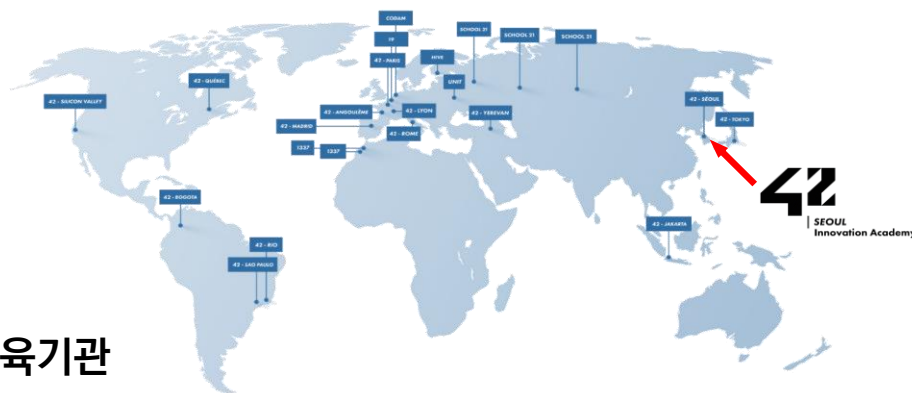 CODAM
19
SCHOOL 21
SCHOOL 21
SCHOOL 21
42 - PARIS
HIVE
42 - QUÉBEC
UNIT
42 - SILICON VALLEY
42 - SEOUL
42 - ANGOULÊME
42 - LYON
42 - YEREVAN
42 - TOKYO
42 - MADRID
42 - ROME
1337
1337
42
SEOUL
Innovation Academy
42 - BOGOTA
42 - JAKARTA
42 - RIO
42 - SAO PAULO
육기관